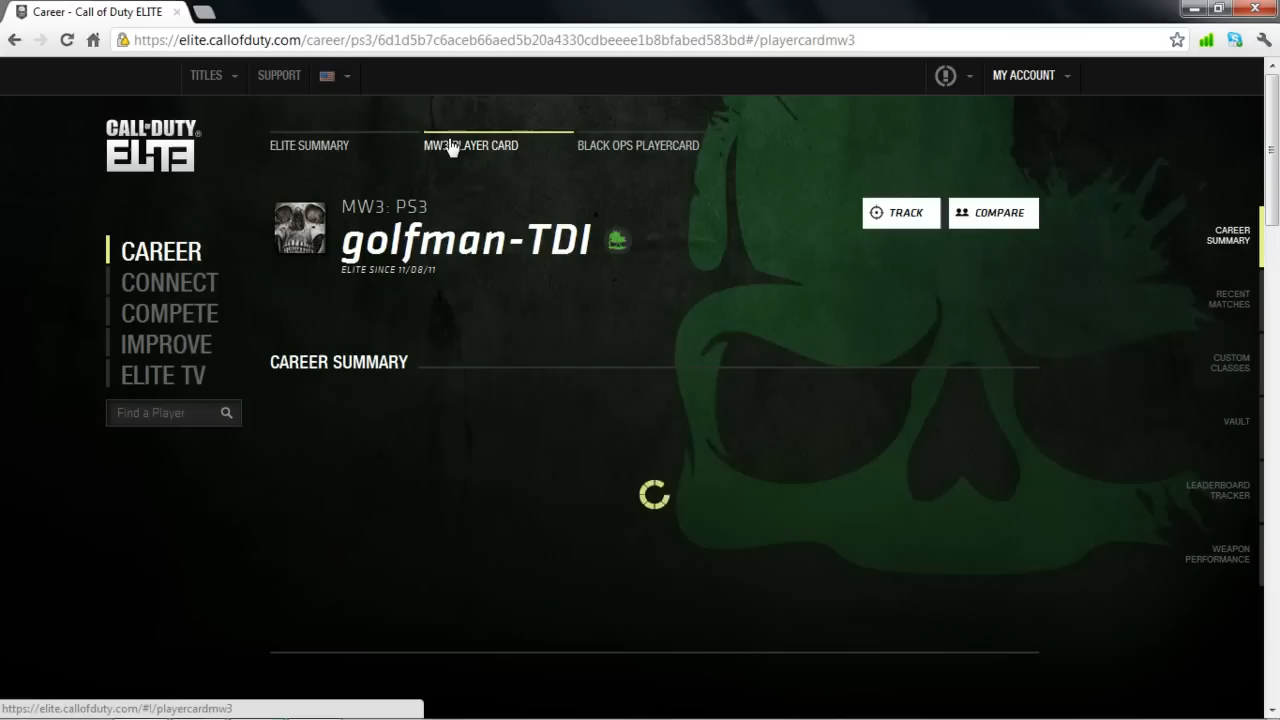 Career - Call of Duty ELITE
https://elite.callofduty.com/career/ps3/6d1d5b7c6aceb66aed5b20a4330cdbeeee1b8bfabed583bd#/playercardmw3
TITLES SUPPORT MY ACCOUNT
CALL OF DUTY®
ELITE
ELITE SUMMARY MW3 PLAYER CARD BLACK OPS PLAYERCARD
MW3: PS3
golfman-TDI
ELITE SINCE 11/08/11
TRACK COMPARE
CAREER
CONNECT
COMPETE
IMPROVE
ELITE TV
Find a Player
CAREER SUMMARY
CAREER
SUMMARY
RECENT
MATCHES
CUSTOM
CLASSES
VAULT
LEADERBOARD
TRACKER
WEAPON
PERFORMANCE
https://elite.callofduty.com/#!/playercardmw3